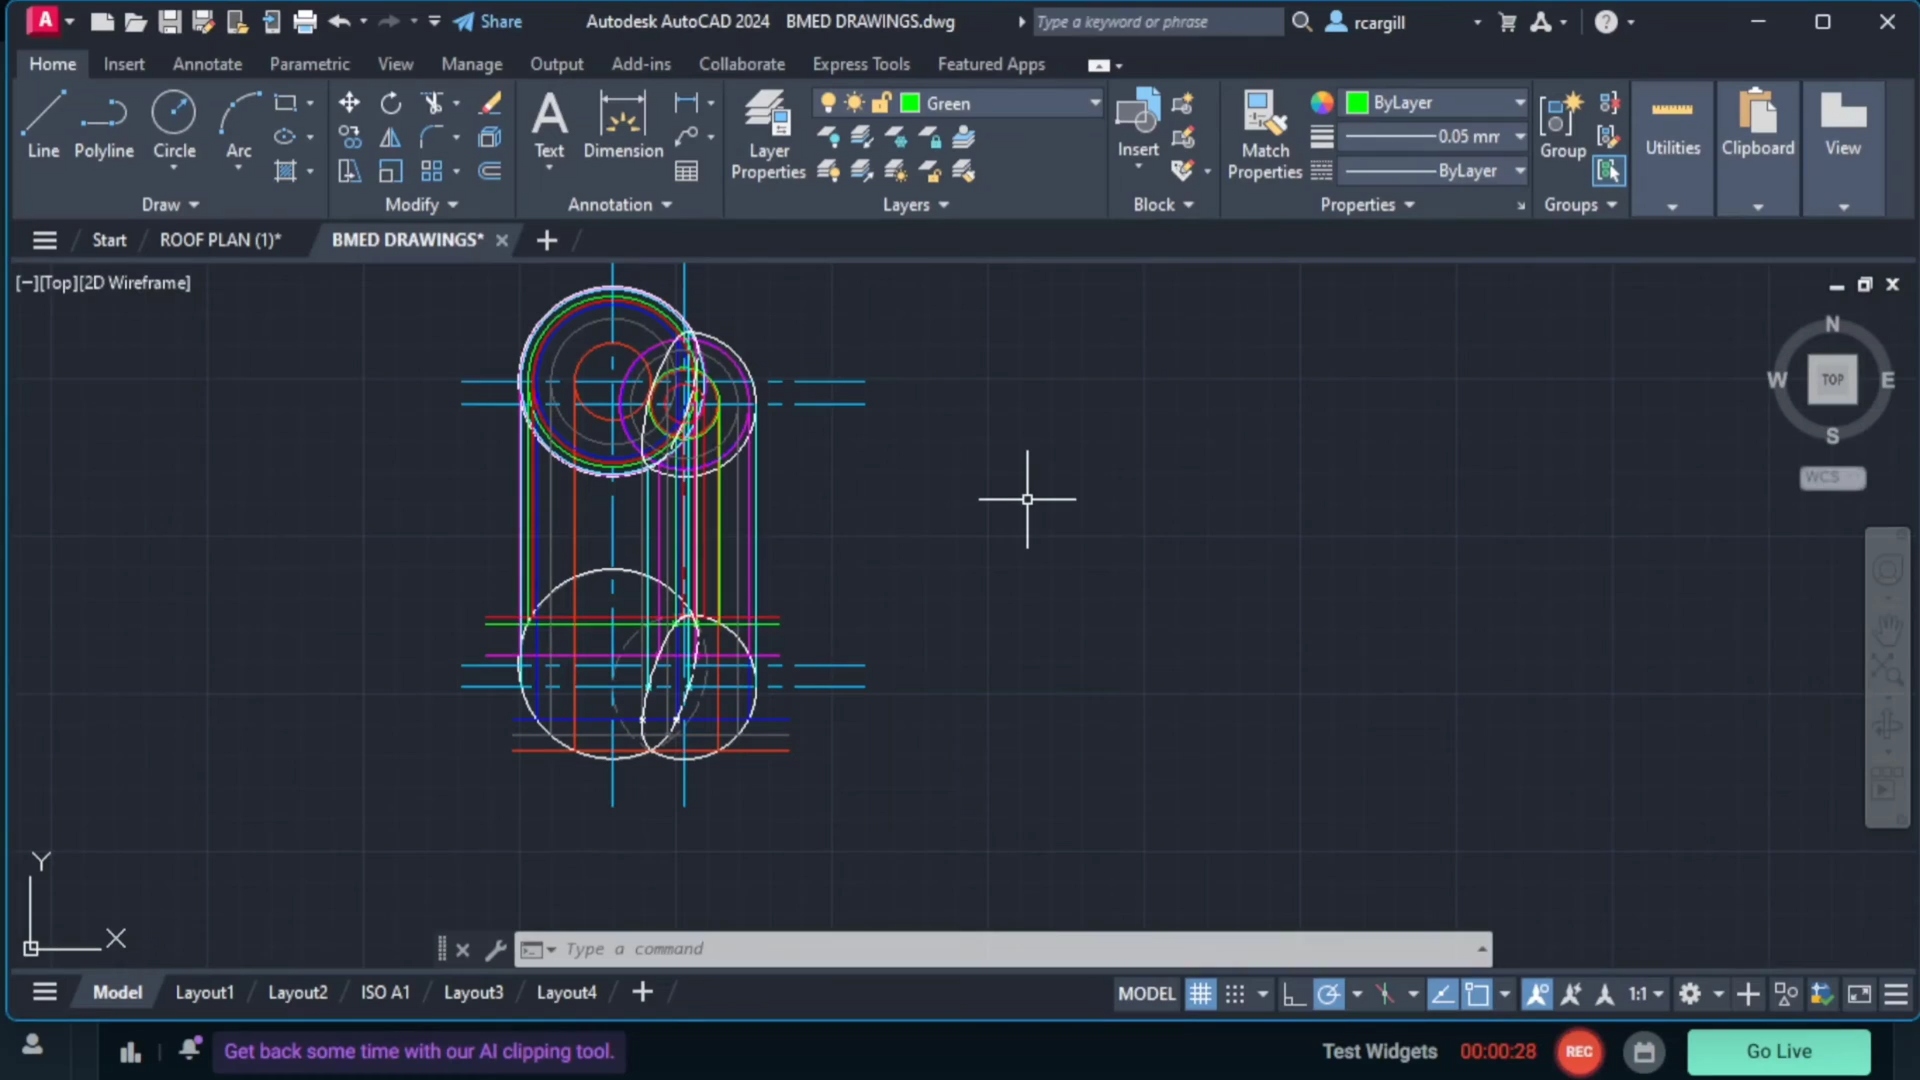 A Share Autodesk AutoCAD 2024 BMED DRAWINGS.dwg Type a keyword or phrase rcargill
Home Insert Annotate Parametric View Manage Output Add-ins Collaborate Express Tools Featured Apps
Green ByLayer
0.05 mm
Line Polyline Circle Arc Text Dimension Layer Properties Insert Match Properties ByLayer Group Utilities Clipboard View
Draw Modify Annotation Layers Block Properties Groups
Start ROOF PLAN (1)* BMED DRAWINGS*
[−][Top][2D Wireframe]
N
W TOP E
S
WCS
Y
X
Type a command
Model Layout1 Layout2 ISO A1 Layout3 Layout4 MODEL 1:1
Get back some time with our AI clipping tool. Test Widgets 00:00:28 REC Go Live